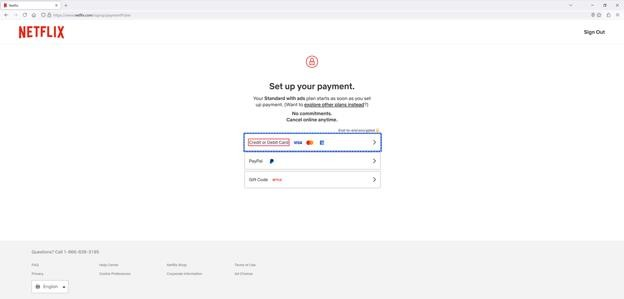 Netflix
https://www.netflix.com/signup/paymentPicker
NETFLIX
Sign Out
Set up your payment.
Your Standard with ads plan starts as soon as you set
up payment. (Want to explore other plans instead?)
No commitments.
Cancel online anytime.
End-to-end encrypted
Credit or Debit Card VISA
PayPal
Gift Code
Questions? Call 1-866-638-3195
FAQ Help Center Netflix Shop Terms of Use
Privacy Cookie Preferences Corporate Information Ad Choices
English